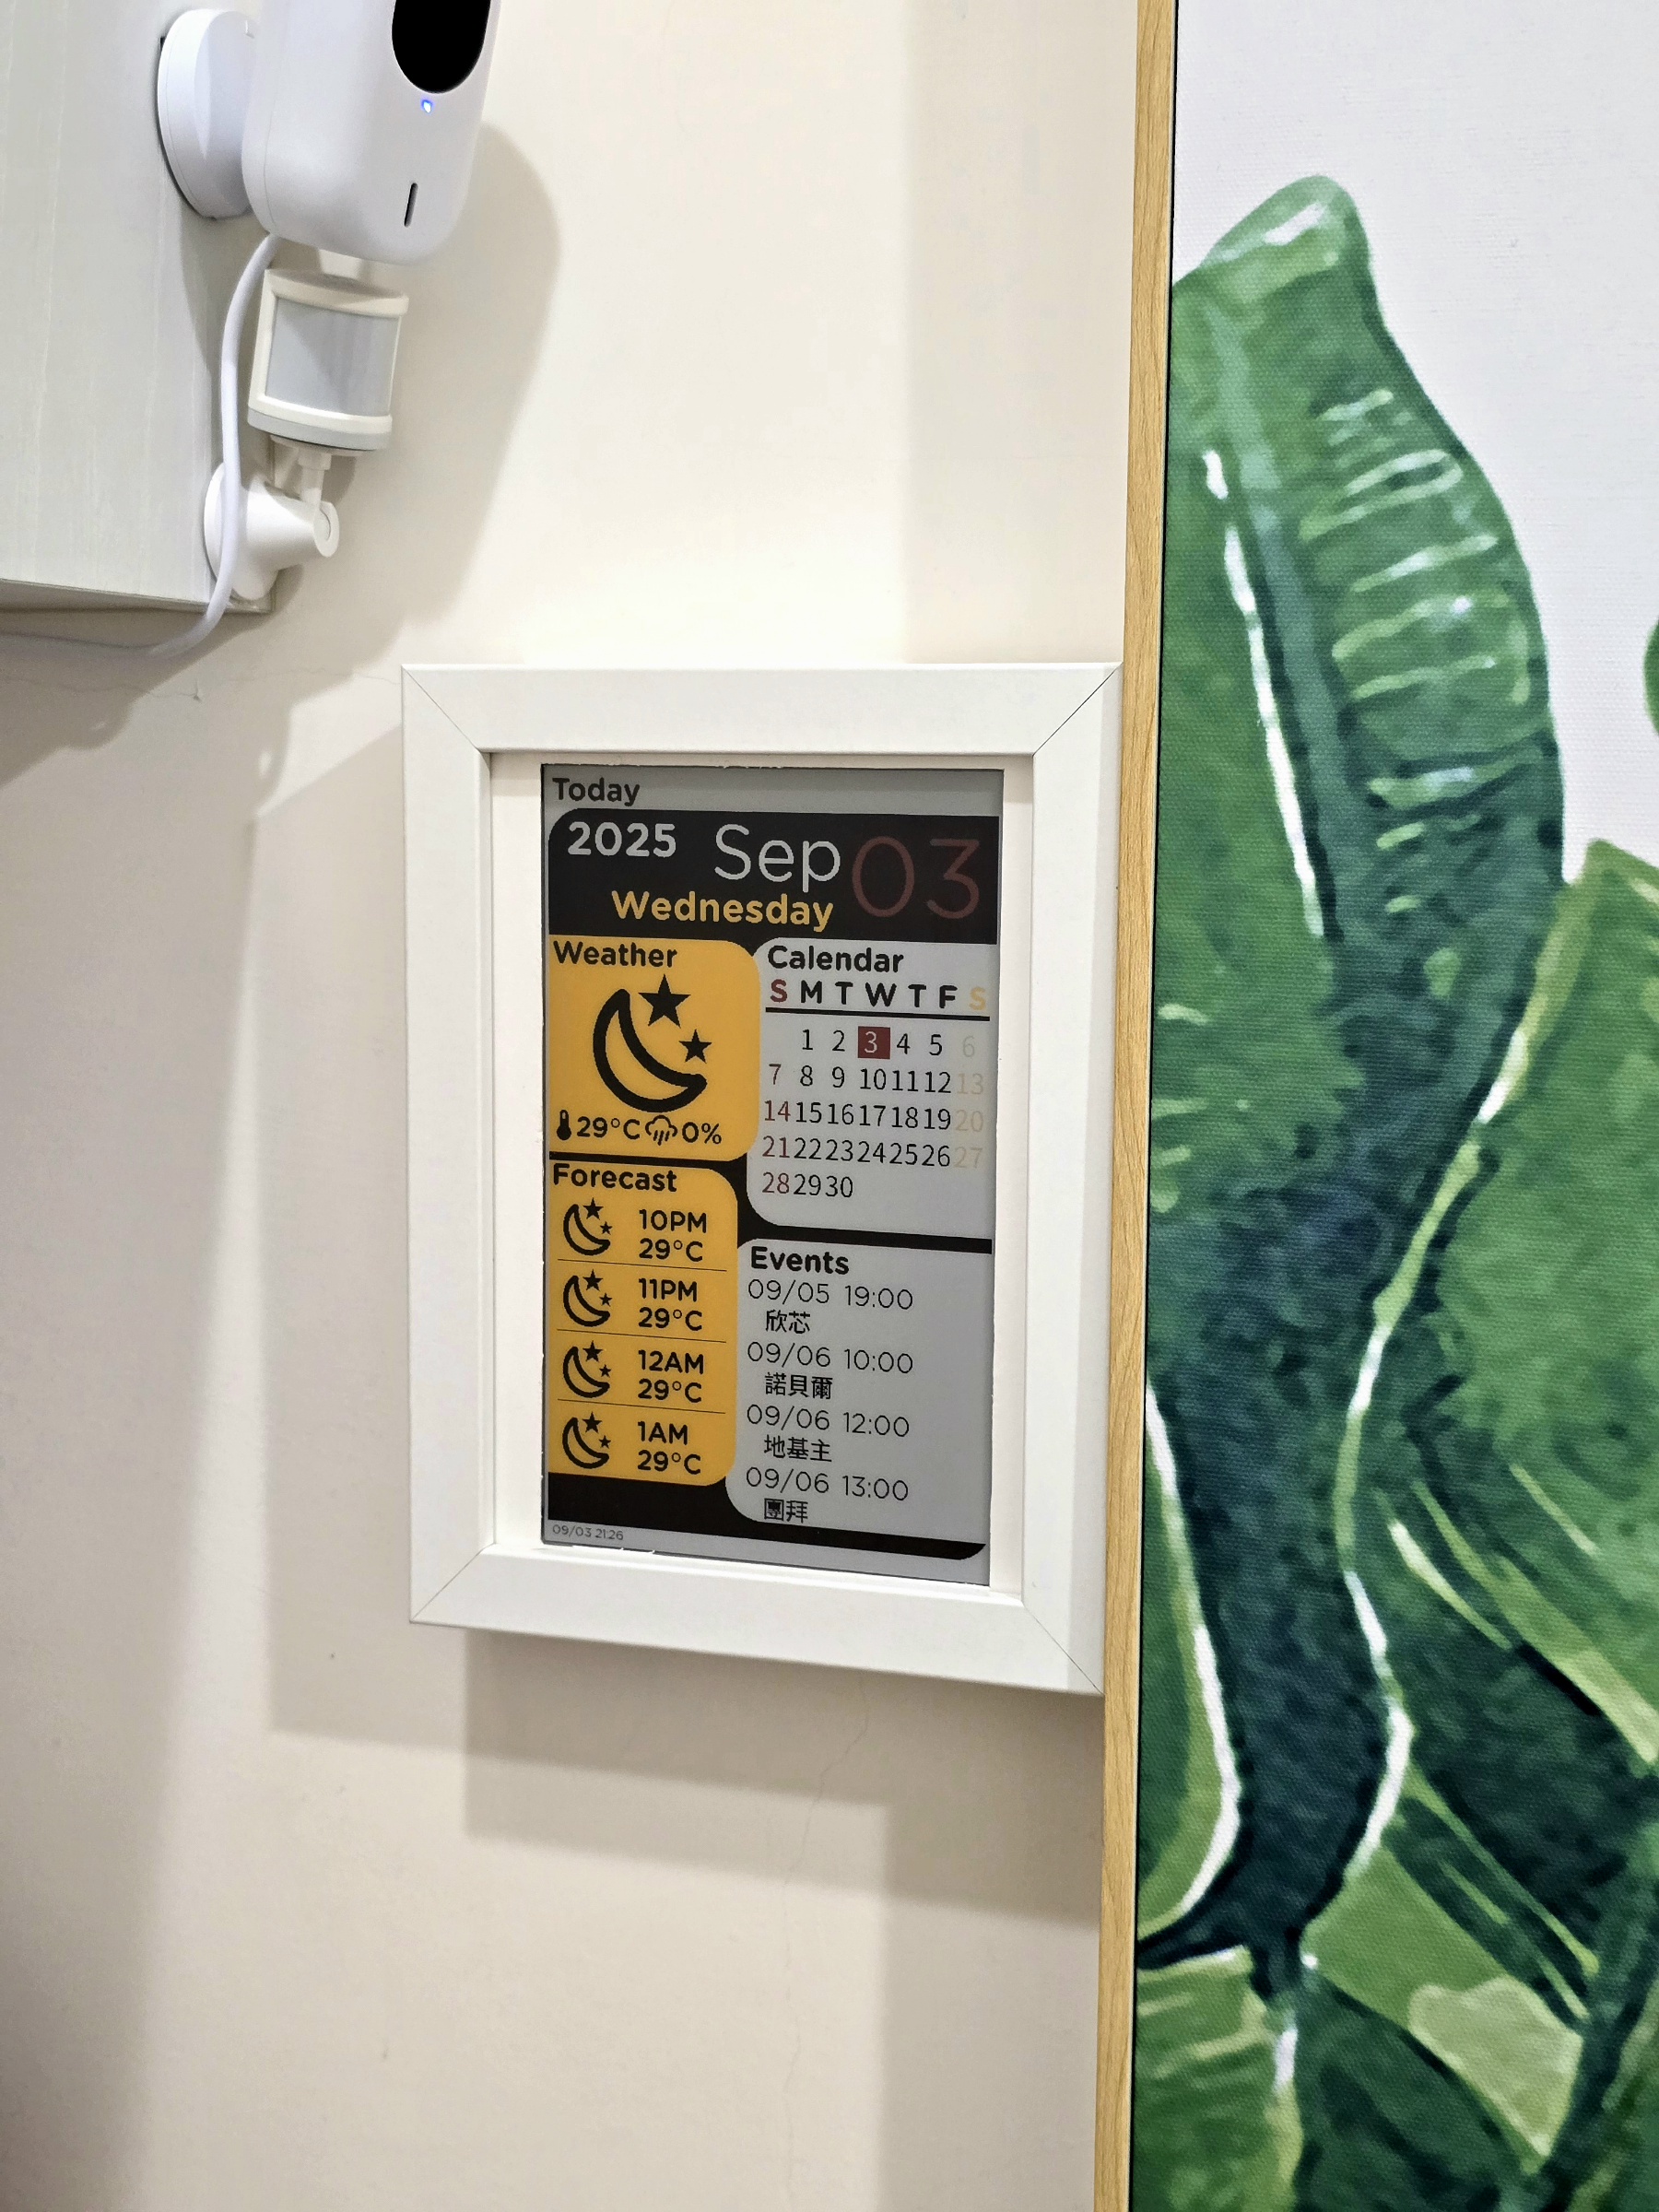 Today
2025 Sep 03
Wednesday
Weather
29°C 0%
Forecast
10PM
29°C
11PM
29°C
12AM
29°C
1AM
29°C
Calendar
S M T W T F S
1 2 3 4 5 6
7 8 9 10 11 12 13
14 15 16 17 18 19 20
21 22 23 24 25 26 27
28 29 30
Events
09/05 19:00
欣芯
09/06 10:00
諾貝爾
09/06 12:00
地基主
09/06 13:00
團拜
09/03 21:26